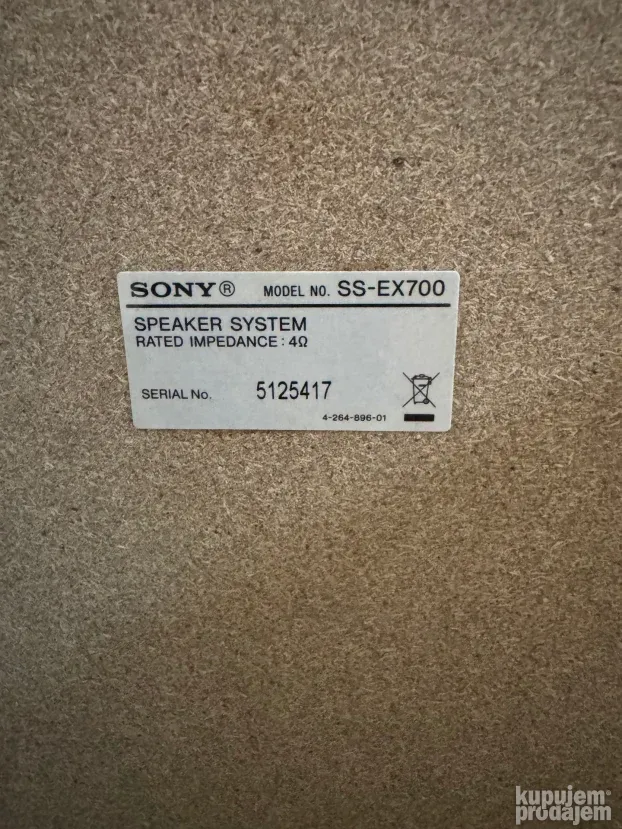 SONY® MODEL NO. SS-EX700
SPEAKER SYSTEM
RATED IMPEDANCE : 4Ω
SERIAL No. 5125417
4-264-896-01
kupujem
prodajem